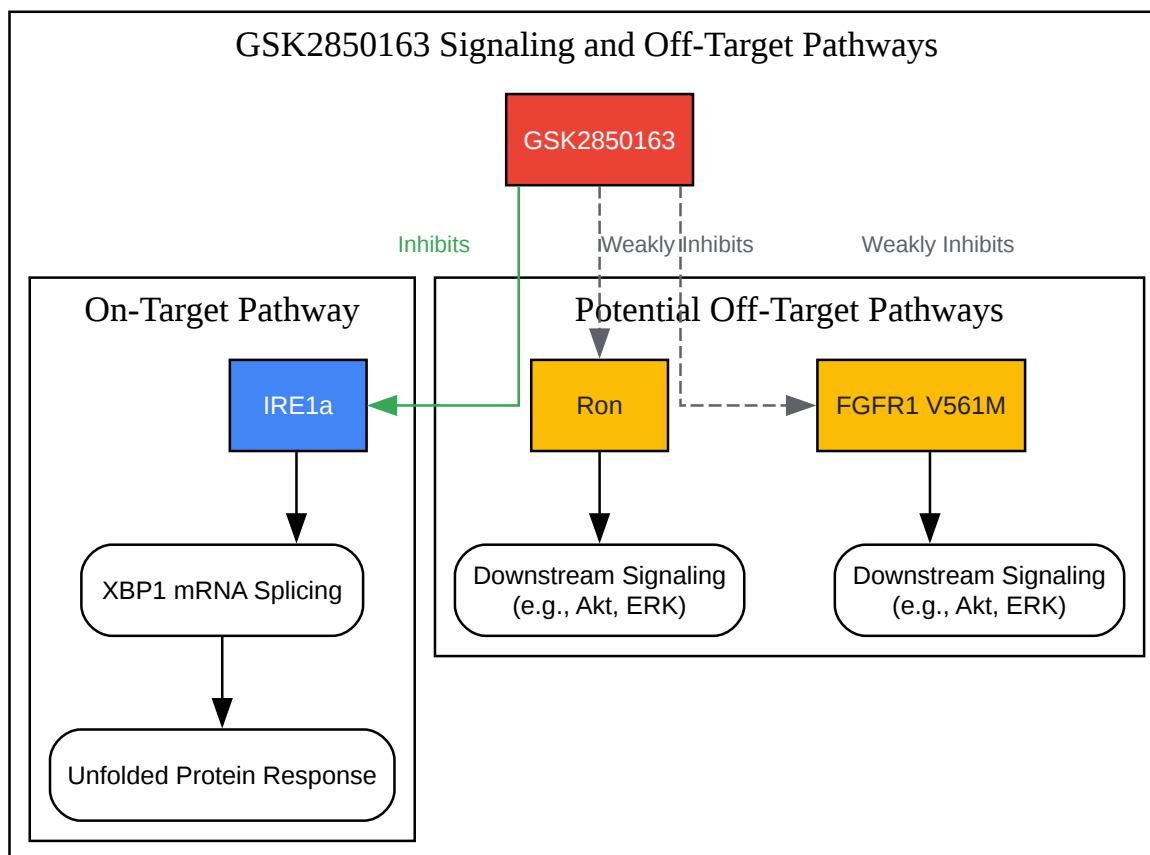 GSK2850163 Signaling and Off-Target Pathways
GSK2850163
Inhibits
Weakly Inhibits
Weakly Inhibits
On-Target Pathway
Potential Off-Target Pathways
IRE1a
Ron
FGFR1 V561M
XBP1 mRNA Splicing
Downstream Signaling
(e.g., Akt, ERK)
Downstream Signaling
(e.g., Akt, ERK)
Unfolded Protein Response